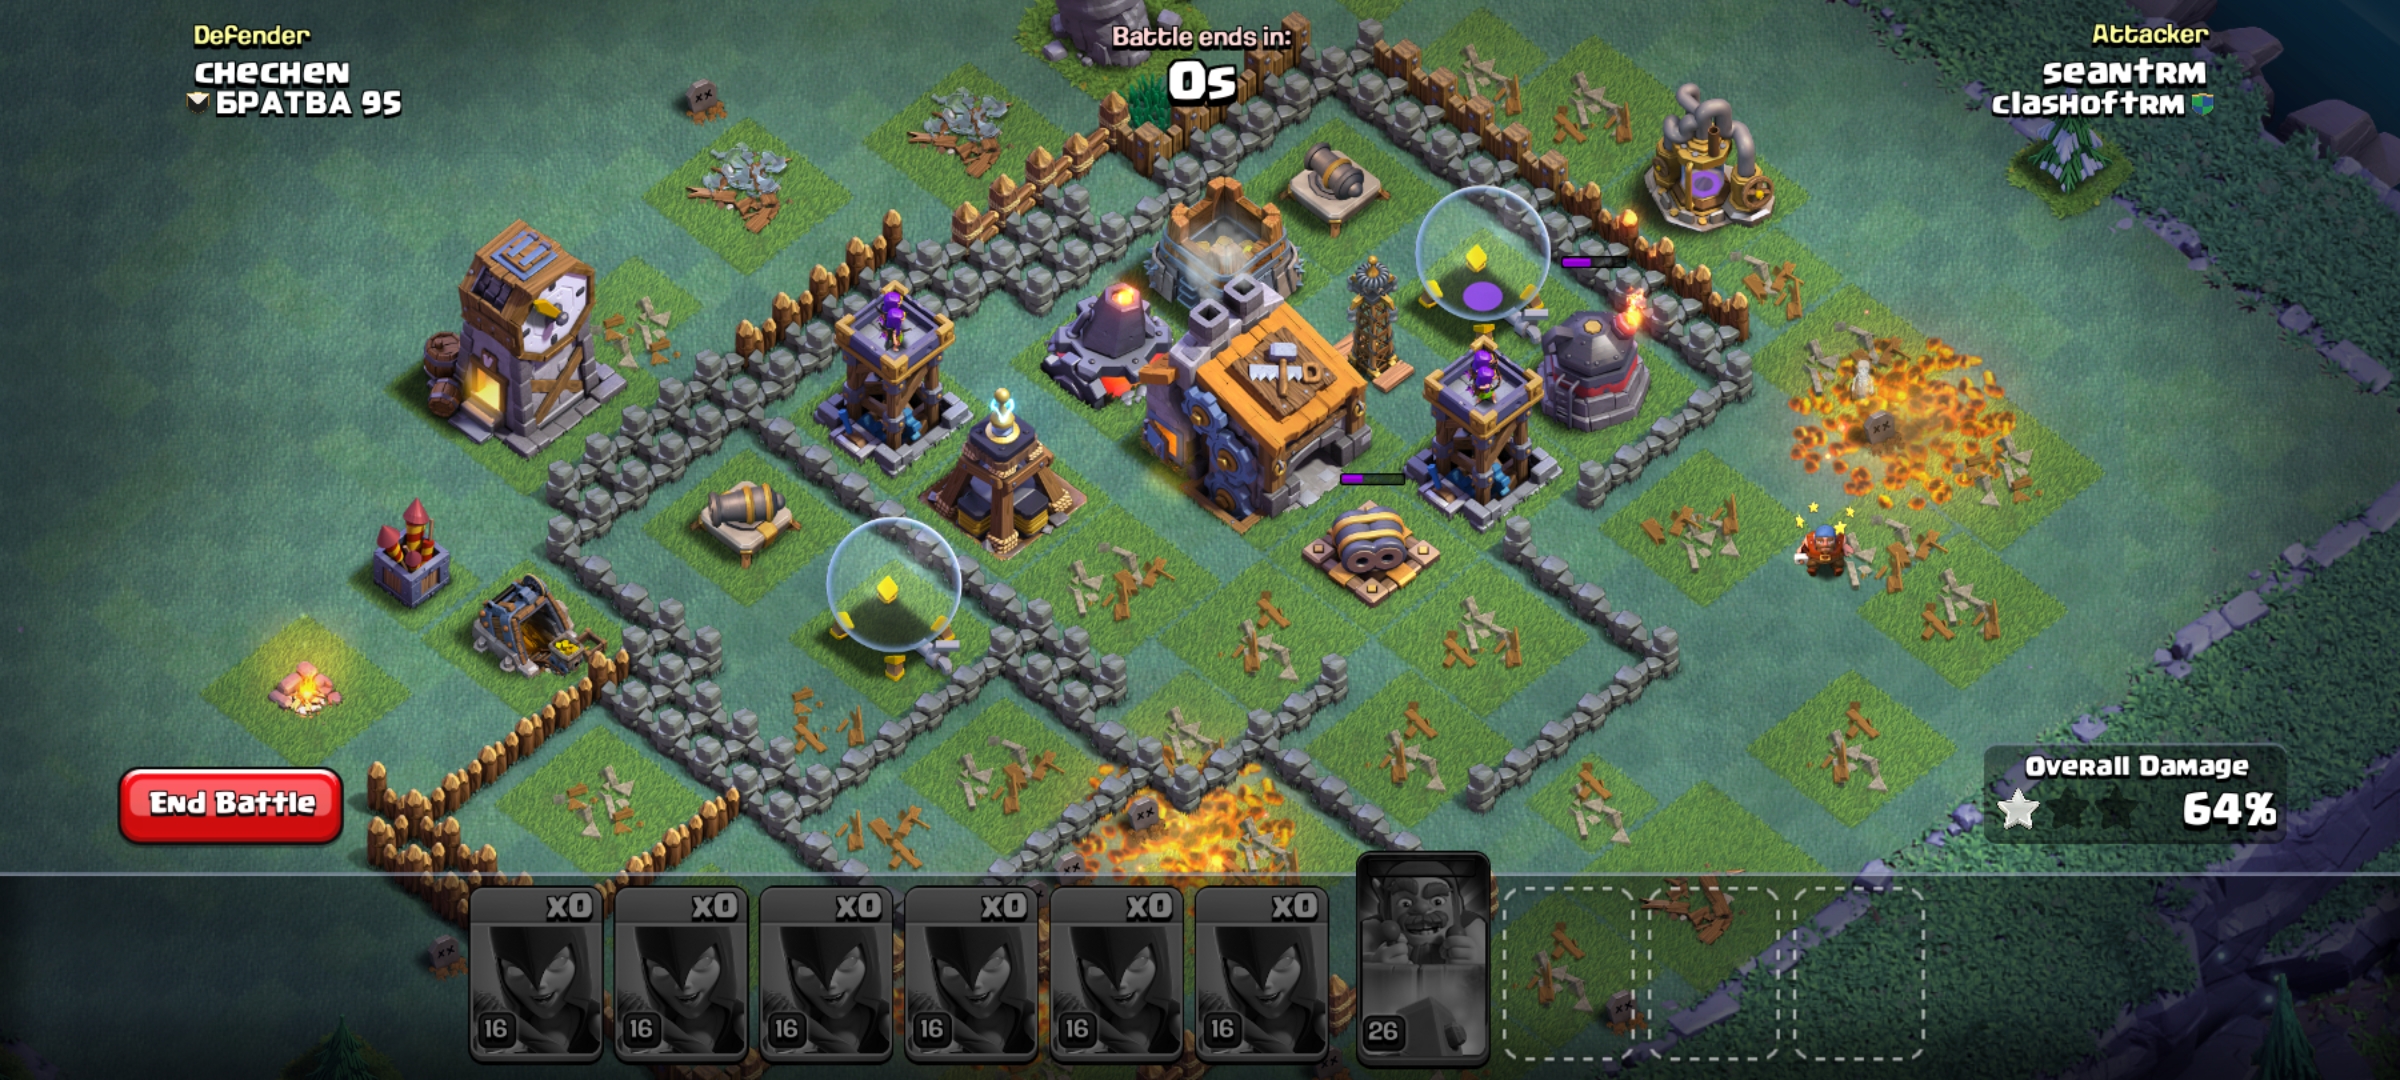 Defender
CHeCHeN
БРАТВА 95
Battle ends in:
0s
Attacker
seantRM
clashoftRM
End Battle
Overall Damage
64%
x0 x0 x0 x0 x0 x0
16 16 16 16 16 16 26